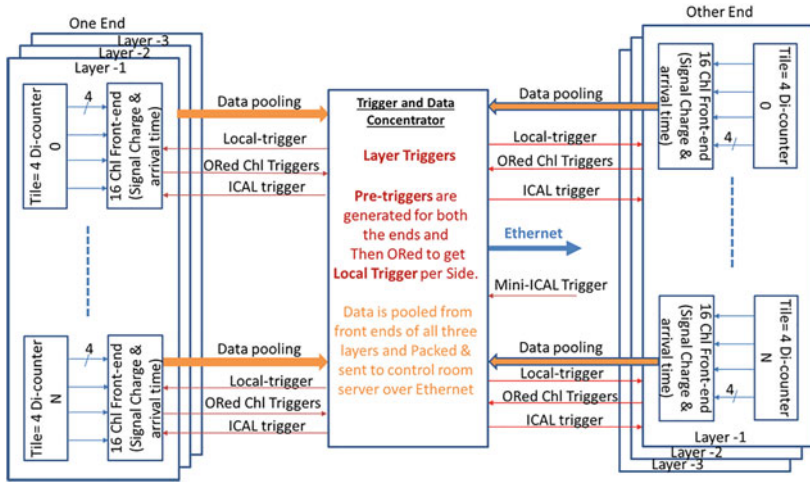 One End
Layer -3
Layer -2
Layer -1
Tile= 4 Di-counter
0
4
16 Chl Front-end
(Signal Charge &
arrival time)
Data pooling
Local-trigger
ORed Chl Triggers
ICAL trigger
Tile= 4 Di-counter
N
4
16 Chl Front-end
(Signal Charge &
arrival time)
Data pooling
Local-trigger
ORed Chl Triggers
ICAL trigger
Trigger and Data
Concentrator
Layer Triggers
Pre-triggers are
generated for both
the ends and
Then ORed to get
Local Trigger per Side.
Data is pooled from
front ends of all three
layers and Packed &
sent to control room
server over Ethernet
Other End
Data pooling
Local-trigger
ORed Chl Triggers
ICAL trigger
16 Chl Front-end
(Signal Charge &
arrival time)
4
Tile= 4 Di-counter
0
Ethernet
Mini-ICAL Trigger
Data pooling
Local-trigger
ORed Chl Triggers
ICAL trigger
16 Chl Front-end
(Signal Charge &
arrival time)
4
Tile= 4 Di-counter
N
Layer -1
Layer -2
Layer -3